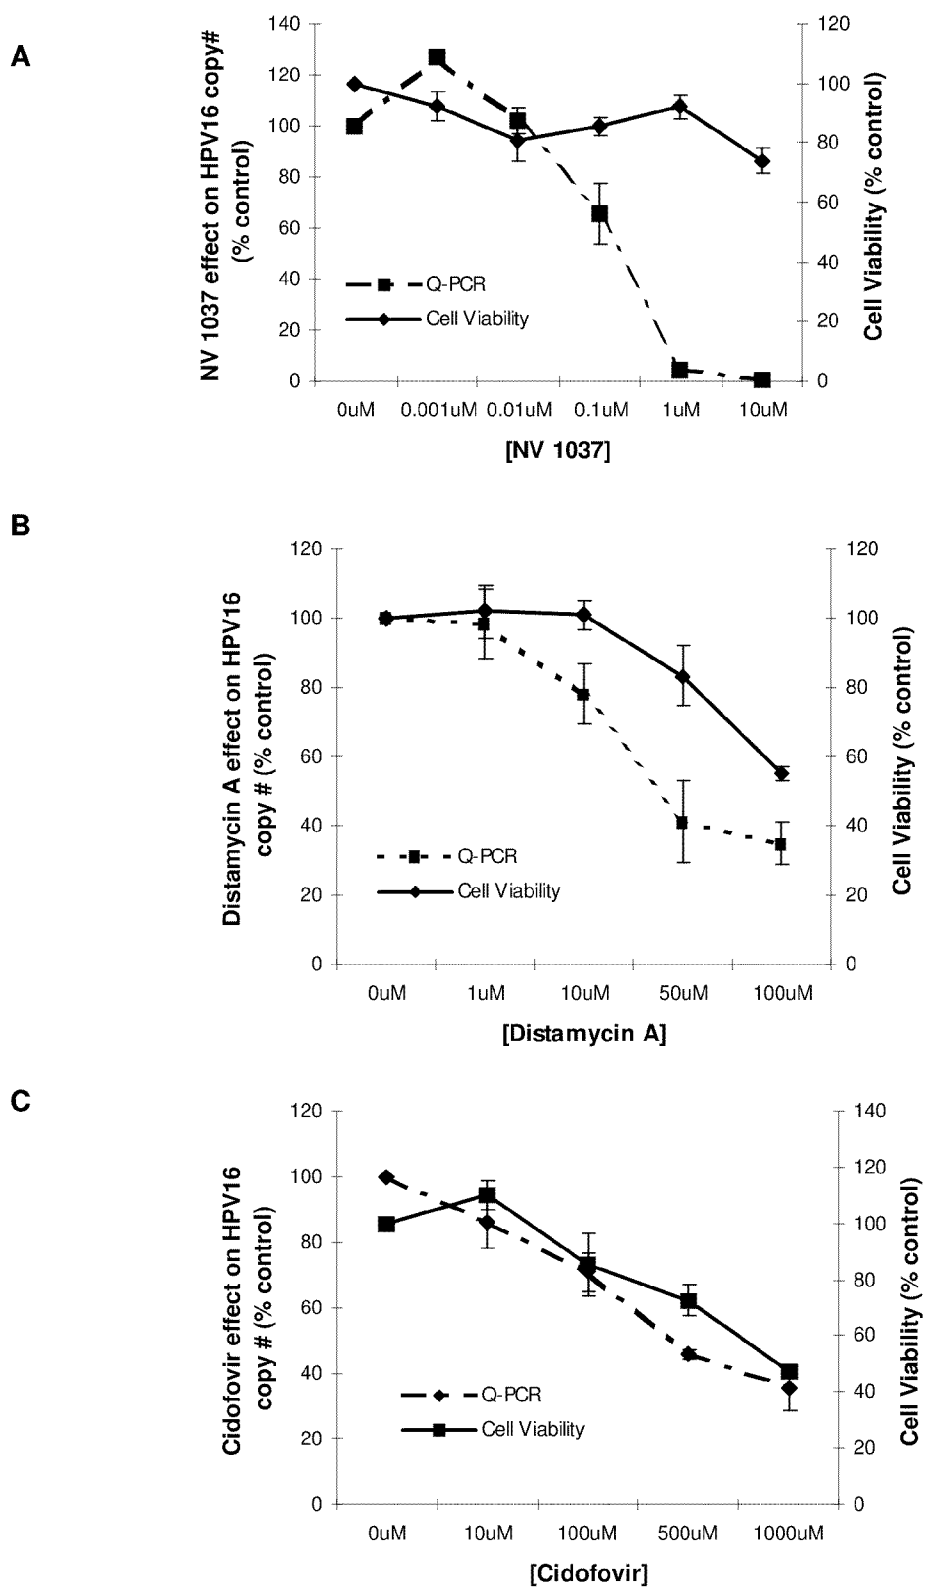 A
NV 1037 effect on HPV16 copy#
(% control)
140
120
100
80
60
40
20
0
120
100
80
60
40
20
0
Cell Viability (% control)
Q-PCR
Cell Viability
0uM 0.001uM 0.01uM 0.1uM 1uM 10uM
[NV 1037]
B
Distamycin A effect on HPV16
copy # (% control)
120
100
80
60
40
20
0
120
100
80
60
40
20
0
Cell Viability (% control)
Q-PCR
Cell Viability
0uM 1uM 10uM 50uM 100uM
[Distamycin A]
C
Cidofovir effect on HPV16
copy # (% control)
120
100
80
60
40
20
0
140
120
100
80
60
40
20
0
Cell Viability (% control)
Q-PCR
Cell Viability
0uM 10uM 100uM 500uM 1000uM
[Cidofovir]